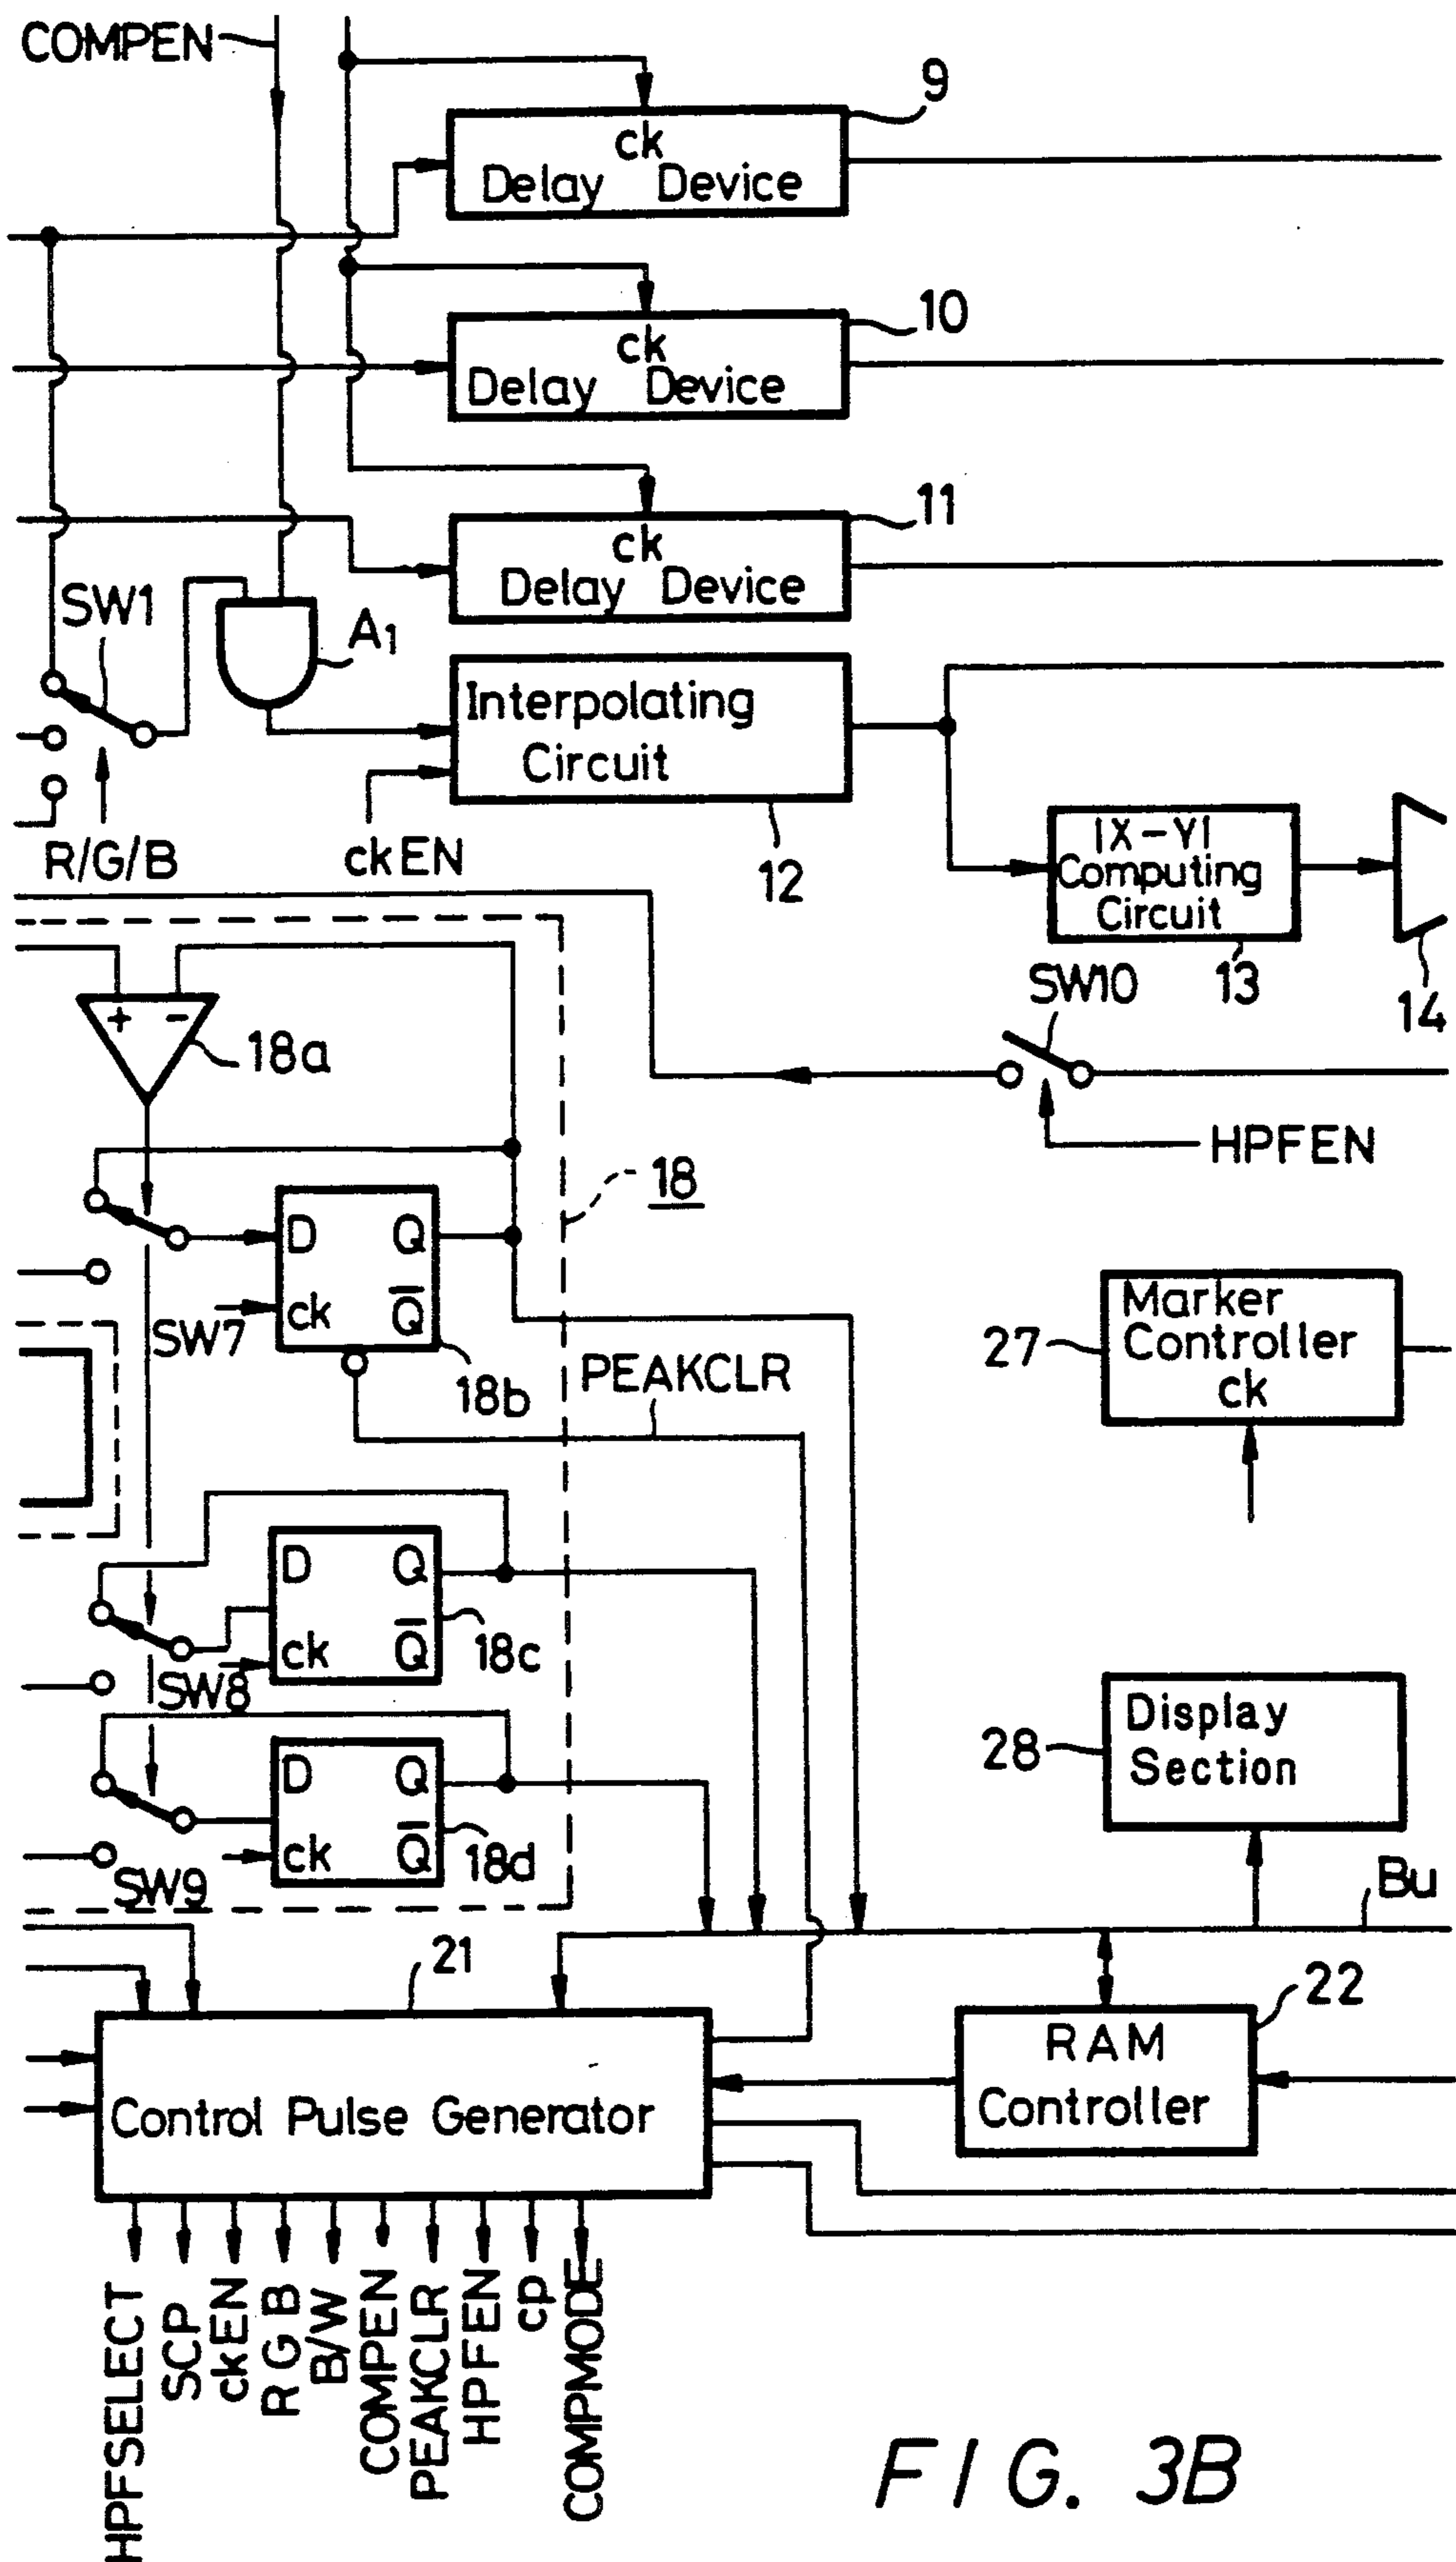 COMPEN
9
ck
Delay Device
10
ck
Delay Device
11
ck
Delay Device
SW1
A1
Interpolating
Circuit
R/G/B
ckEN
12
|X-Y|
Computing
Circuit
13
14
SW10
+ -
18a
HPFEN
18
D Q
ck Q̅
SW7
18b
PEAKCLR
Marker
Controller
ck
27
D Q
ck Q̅
18c
SW8
D Q
ck Q̅
18d
SW9
Display
Section
28
Bu
21
22
RAM
Controller
Control Pulse Generator
HPFSELECT
SCP
ckEN
R G B
B/W
COMPEN
PEAKCLR
HPFEN
cp
COMPMODE
FIG. 3B